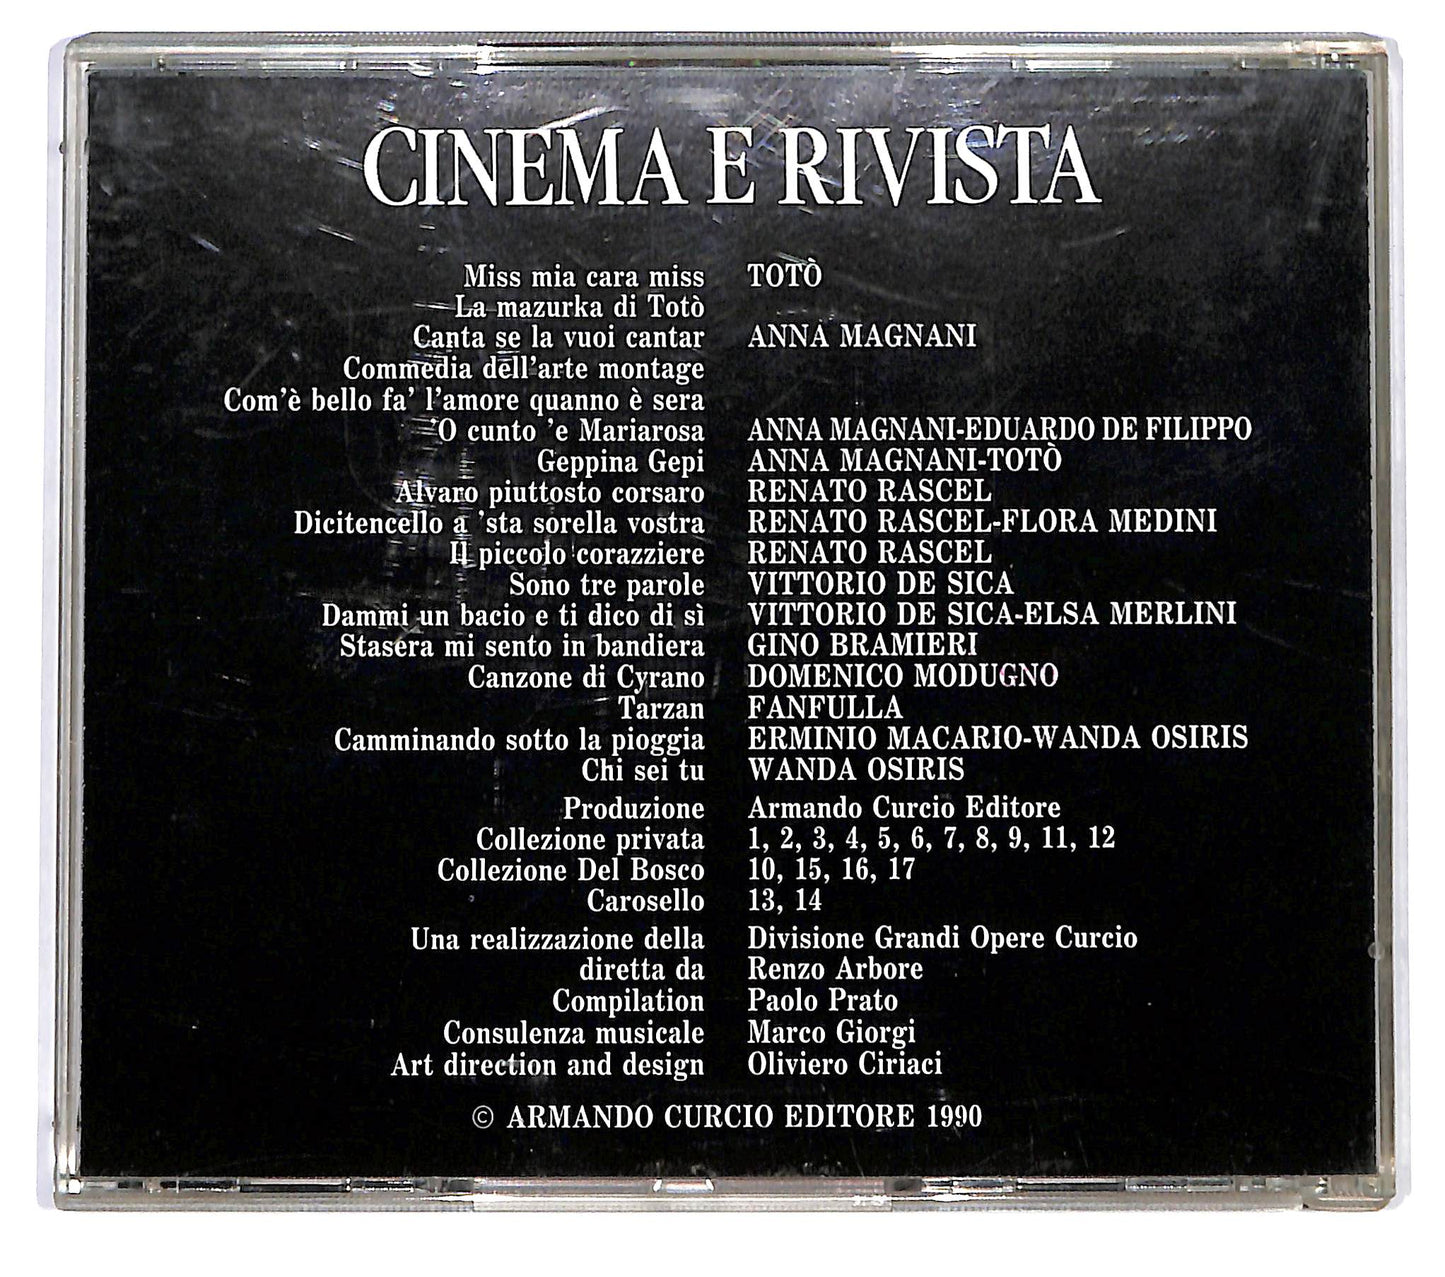 CINEMA E RIVISTA
Miss mia cara miss TOTÒ
La mazurka di Totò
Canta se la vuoi cantar ANNA MAGNANI
Commedia dell'arte montage
Com'è bello fa' l'amore quanno è sera
'O cunto 'e Mariarosa ANNA MAGNANI-EDUARDO DE FILIPPO
Geppina Gepi ANNA MAGNANI-TOTÒ
Alvaro piuttosto corsaro RENATO RASCEL
Dicitencello a 'sta sorella vostra RENATO RASCEL-FLORA MEDINI
Il piccolo corazziere RENATO RASCEL
Sono tre parole VITTORIO DE SICA
Dammi un bacio e ti dico di sì VITTORIO DE SICA-ELSA MERLINI
Stasera mi sento in bandiera GINO BRAMIERI
Canzone di Cyrano DOMENICO MODUGNO
Tarzan FANFULLA
Camminando sotto la pioggia ERMINIO MACARIO-WANDA OSIRIS
Chi sei tu WANDA OSIRIS
Produzione Armando Curcio Editore
Collezione privata 1, 2, 3, 4, 5, 6, 7, 8, 9, 11, 12
Collezione Del Bosco 10, 15, 16, 17
Carosello 13, 14
Una realizzazione della Divisione Grandi Opere Curcio
diretta da Renzo Arbore
Compilation Paolo Prato
Consulenza musicale Marco Giorgi
Art direction and design Oliviero Ciriaci
© ARMANDO CURCIO EDITORE 1990